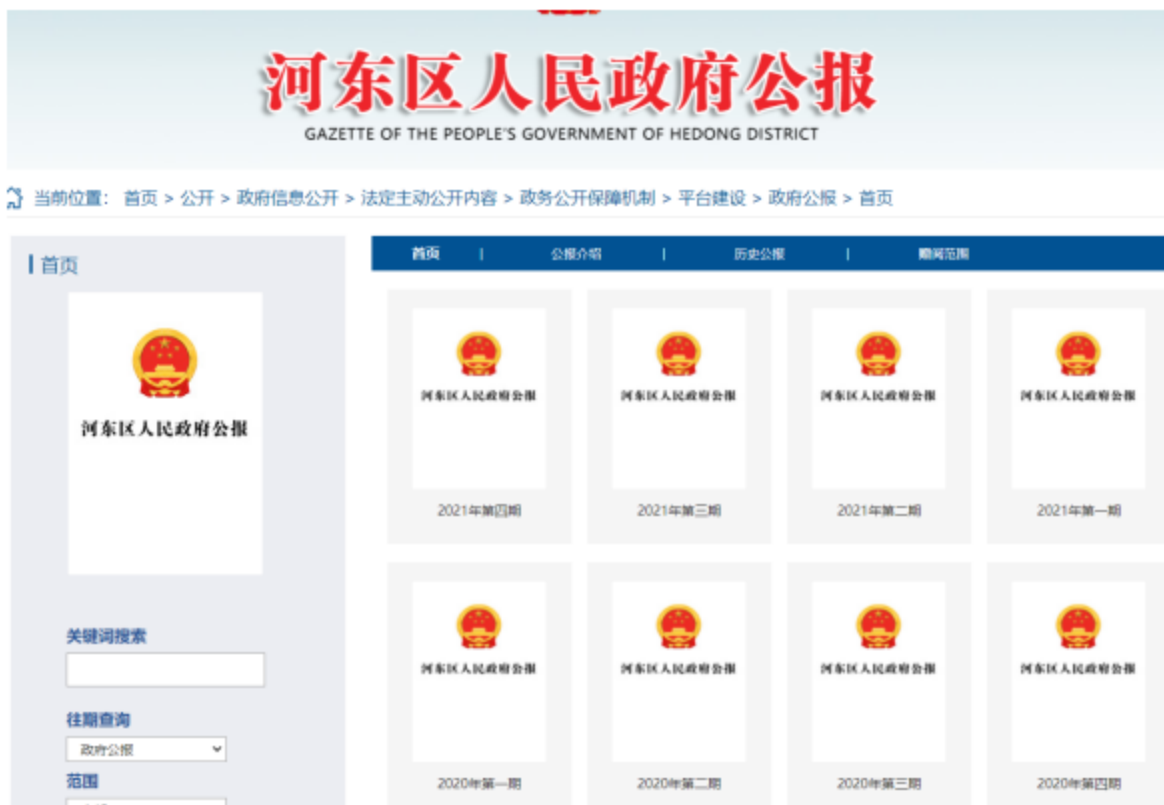 河东区人民政府公报
GAZETTE OF THE PEOPLE'S GOVERNMENT OF HEDONG DISTRICT
当前位置： 首页 > 公开 > 政府信息公开 > 法定主动公开内容 > 政务公开保障机制 > 平台建设 > 政府公报 > 首页
首页
河东区人民政府公报
关键词搜索
往期查询
政府公报
范围
首页 | 公报介绍 | 历史公报 | 赠阅范围
河东区人民政府公报 河东区人民政府公报 河东区人民政府公报 河东区人民政府公报
2021年第四期 2021年第三期 2021年第二期 2021年第一期
河东区人民政府公报 河东区人民政府公报 河东区人民政府公报 河东区人民政府公报
2020年第一期 2020年第二期 2020年第三期 2020年第四期